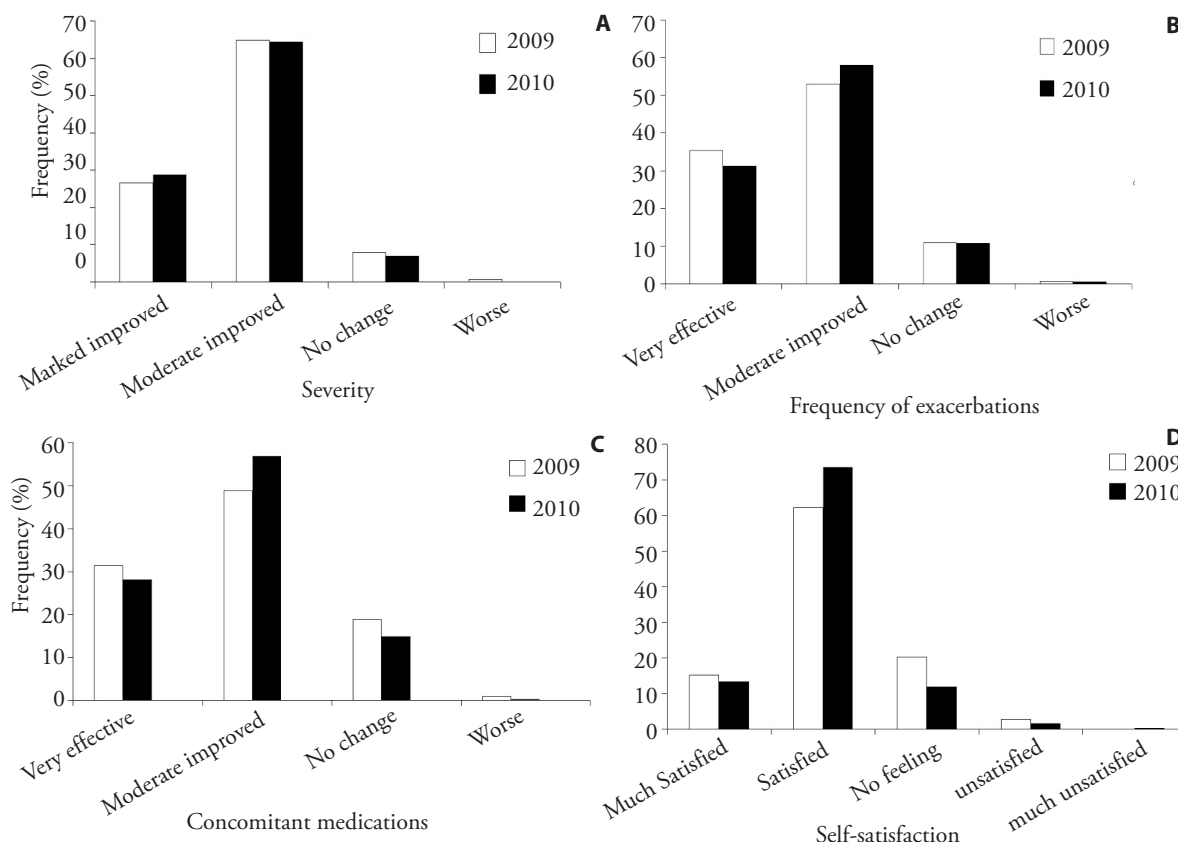 A
Frequency (%)
70
60
50
40
30
20
10
0
2009
2010
Marked improved
Moderate improved
No change
Worse
Severity
B
70
60
50
40
30
20
10
0
2009
2010
Very effective
Moderate improved
No change
Worse
Frequency of exacerbations
C
Frequency (%)
60
50
40
30
20
10
0
2009
2010
Very effective
Moderate improved
No change
Worse
Concomitant medications
D
80
70
60
50
40
30
20
10
0
2009
2010
Much Satisfied
Satisfied
No feeling
unsatisfied
much unsatisfied
Self-satisfaction